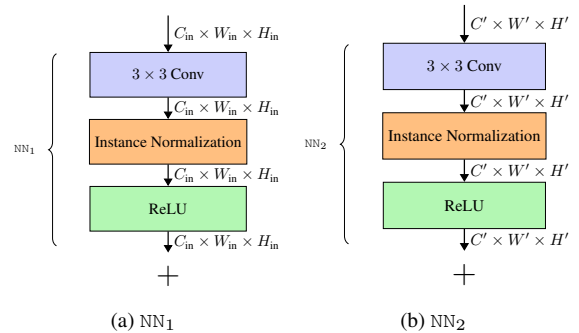 C_in × W_in × H_in
3 × 3 Conv
C_in × W_in × H_in
NN₁
Instance Normalization
C_in × W_in × H_in
ReLU
C_in × W_in × H_in
+
(a) NN₁
C′ × W′ × H′
3 × 3 Conv
C′ × W′ × H′
NN₂
Instance Normalization
C′ × W′ × H′
ReLU
C′ × W′ × H′
+
(b) NN₂